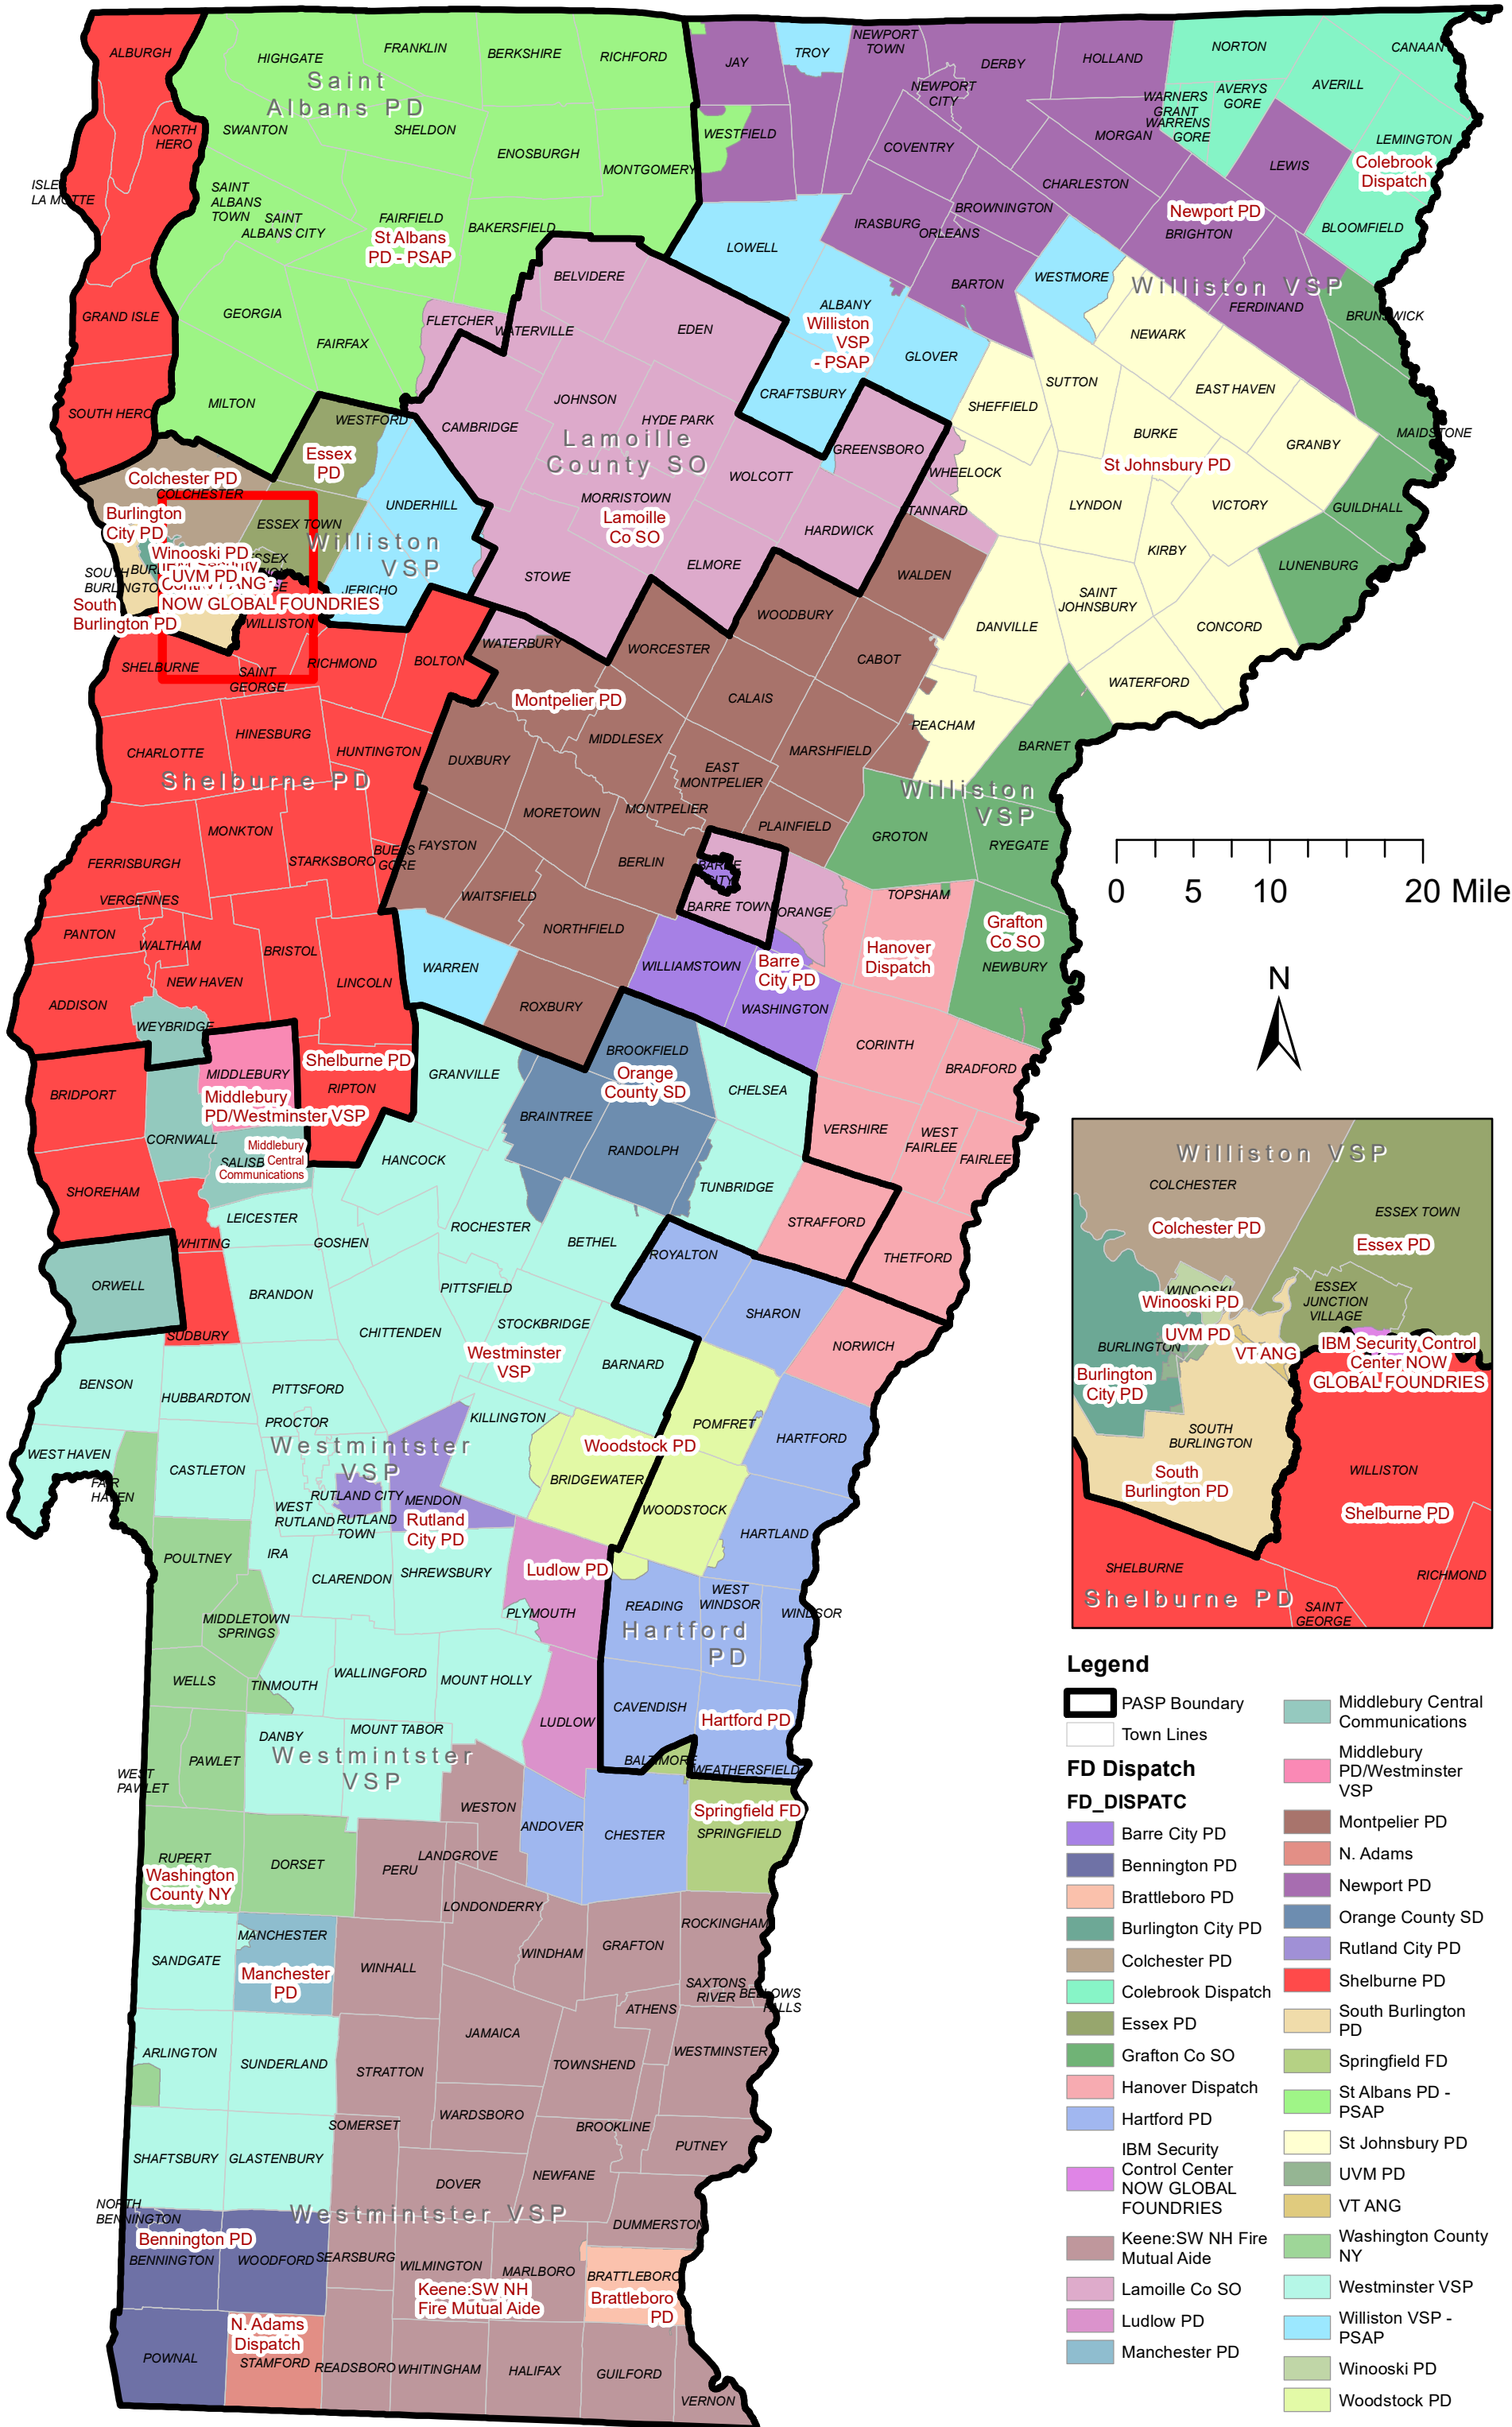 ALBURGH
HIGHGATE
FRANKLIN
BERKSHIRE
RICHFORD
JAY
TROY
NEWPORT
TOWN
DERBY
HOLLAND
NORTON
CANAAN
Saint
Albans PD
NEWPORT
CITY
WARNERS
GRANT
WARRENS
GORE
AVERYS
GORE
AVERILL
NORTH
HERO
SWANTON
SHELDON
ENOSBURGH
MONTGOMERY
WESTFIELD
COVENTRY
MORGAN
LEWIS
LEMINGTON
Colebrook
Dispatch
ISLE
LA MOTTE
SAINT
ALBANS
TOWN
SAINT
ALBANS CITY
FAIRFIELD
St Albans
PD - PSAP
BAKERSFIELD
CHARLESTON
BROWNINGTON
Newport PD
BRIGHTON
BLOOMFIELD
IRASBURG
ORLEANS
LOWELL
BELVIDERE
BARTON
WESTMORE
Williston VSP
FERDINAND
BRUNSWICK
GRAND ISLE
GEORGIA
FAIRFAX
FLETCHER
WATERVILLE
EDEN
ALBANY
Williston
VSP
- PSAP
GLOVER
NEWARK
SUTTON
EAST HAVEN
SOUTH HERO
MILTON
WESTFORD
CAMBRIDGE
JOHNSON
HYDE PARK
Lamoille
County SO
CRAFTSBURY
SHEFFIELD
BURKE
GRANBY
MAIDSTONE
GREENSBORO
WHEELOCK
St Johnsbury PD
Essex
PD
Colchester PD
COLCHESTER
WOLCOTT
MORRISTOWN
Lamoille
Co SO
UNDERHILL
STANNARD
LYNDON
VICTORY
GUILDHALL
Burlington
City PD
ESSEX TOWN
HARDWICK
Williston
VSP
Winooski PD
UVM PD
NOW GLOBAL FOUNDRIES
South
Burlington PD
JERICHO
STOWE
ELMORE
WALDEN
KIRBY
LUNENBURG
WILLISTON
WOODBURY
SAINT
JOHNSBURY
DANVILLE
CONCORD
SHELBURNE
SAINT
GEORGE
RICHMOND
BOLTON
WATERBURY
WORCESTER
CABOT
Montpelier PD
CALAIS
WATERFORD
CHARLOTTE
HINESBURG
HUNTINGTON
Shelburne PD
DUXBURY
MIDDLESEX
EAST
MONTPELIER
MARSHFIELD
PEACHAM
BARNET
Williston
VSP
MONKTON
STARKSBORO
BUELS
GORE
FERRISBURGH
VERGENNES
FAYSTON
MORETOWN
MONTPELIER
PLAINFIELD
GROTON
RYEGATE
BERLIN
BARRE
CITY
WAITSFIELD
BARRE TOWN
ORANGE
TOPSHAM
0 5 10 20 Mile
PANTON
WALTHAM
BRISTOL
NORTHFIELD
Grafton
Co SO
Hanover
Dispatch
NEW HAVEN
LINCOLN
WARREN
WILLIAMSTOWN
Barre
City PD
NEWBURY
N
ADDISON
WEYBRIDGE
ROXBURY
WASHINGTON
BROOKFIELD
CORINTH
Shelburne PD
GRANVILLE
Orange
County SD
CHELSEA
BRADFORD
BRIDPORT
MIDDLEBURY
Middlebury
PD/Westminster VSP
RIPTON
BRAINTREE
VERSHIRE
WEST
FAIRLEE
CORNWALL
Middlebury
Central
Communications
HANCOCK
RANDOLPH
FAIRLEE
SHOREHAM
TUNBRIDGE
LEICESTER
ROCHESTER
STRAFFORD
WHITING
GOSHEN
BETHEL
ROYALTON
THETFORD
ORWELL
BRANDON
PITTSFIELD
SHARON
SUDBURY
CHITTENDEN
STOCKBRIDGE
Westminster
VSP
BARNARD
NORWICH
BENSON
HUBBARDTON
PITTSFORD
PROCTOR
KILLINGTON
POMFRET
HARTFORD
Westmintster
VSP
Woodstock PD
WEST HAVEN
CASTLETON
BRIDGEWATER
FAIR
HAVEN
RUTLAND CITY
MENDON
WEST
RUTLAND
RUTLAND
TOWN
Rutland
City PD
WOODSTOCK
HARTLAND
POULTNEY
IRA
CLARENDON
SHREWSBURY
Ludlow PD
PLYMOUTH
READING
WEST
WINDSOR
WINDSOR
MIDDLETOWN
SPRINGS
Hartford
PD
WELLS
TINMOUTH
WALLINGFORD
MOUNT HOLLY
CAVENDISH
LUDLOW
Hartford PD
PAWLET
DANBY
MOUNT TABOR
Westmintster
VSP
WEST
PAWLET
BALTIMORE
WEATHERSFIELD
WESTON
ANDOVER
CHESTER
Springfield FD
SPRINGFIELD
RUPERT
Washington
County NY
DORSET
PERU
LANDGROVE
LONDONDERRY
ROCKINGHAM
MANCHESTER
SANDGATE
Manchester
PD
WINHALL
WINDHAM
GRAFTON
SAXTONS
RIVER
BELLOWS
FALLS
ATHENS
ARLINGTON
SUNDERLAND
JAMAICA
STRATTON
TOWNSHEND
WESTMINSTER
WARDSBORO
SOMERSET
BROOKLINE
PUTNEY
SHAFTSBURY
GLASTENBURY
DOVER
NEWFANE
NORTH
BENNINGTON
Westmintster VSP
DUMMERSTON
Bennington PD
BENNINGTON
WOODFORD
SEARSBURG
WILMINGTON
MARLBORO
BRATTLEBORO
Keene:SW NH
Fire Mutual Aide
Brattleboro
PD
N. Adams
Dispatch
POWNAL
STAMFORD
READSBORO
WHITINGHAM
HALIFAX
GUILFORD
VERNON
Williston VSP
COLCHESTER
ESSEX TOWN
Colchester PD
Essex PD
WINOOSKI
Winooski PD
ESSEX
JUNCTION
VILLAGE
UVM PD
BURLINGTON
VT ANG
IBM Security Control
Center NOW
GLOBAL FOUNDRIES
Burlington
City PD
SOUTH
BURLINGTON
South
Burlington PD
WILLISTON
Shelburne PD
SHELBURNE
Shelburne PD
SAINT
GEORGE
RICHMOND
Legend
PASP Boundary
Town Lines
FD Dispatch
FD_DISPATC
Barre City PD
Bennington PD
Brattleboro PD
Burlington City PD
Colchester PD
Colebrook Dispatch
Essex PD
Grafton Co SO
Hanover Dispatch
Hartford PD
IBM Security
Control Center
NOW GLOBAL
FOUNDRIES
Keene:SW NH Fire
Mutual Aide
Lamoille Co SO
Ludlow PD
Manchester PD
Middlebury Central
Communications
Middlebury
PD/Westminster
VSP
Montpelier PD
N. Adams
Newport PD
Orange County SD
Rutland City PD
Shelburne PD
South Burlington
PD
Springfield FD
St Albans PD -
PSAP
St Johnsbury PD
UVM PD
VT ANG
Washington County
NY
Westminster VSP
Williston VSP -
PSAP
Winooski PD
Woodstock PD